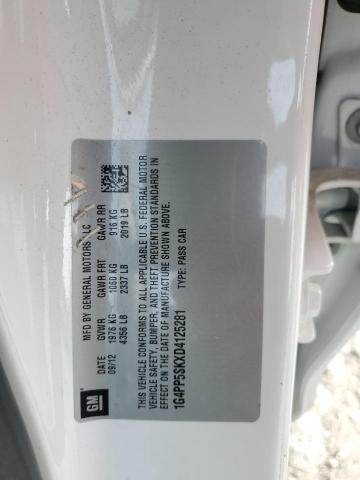 GM
MFD BY GENERAL MOTORS LLC
09/12 GVWR GAWR FRT GAWR RR
1976 KG 1060 KG 916 KG
4356 LB 2337 LB 2019 LB
THIS VEHICLE CONFORMS TO ALL APPLICABLE U.S. FEDERAL MOTOR
VEHICLE SAFETY, BUMPER, AND THEFT PREVENTION STANDARDS IN
EFFECT ON THE DATE OF MANUFACTURE SHOWN ABOVE.
1G4PP5SKXD4125281 TYPE: PASS CAR